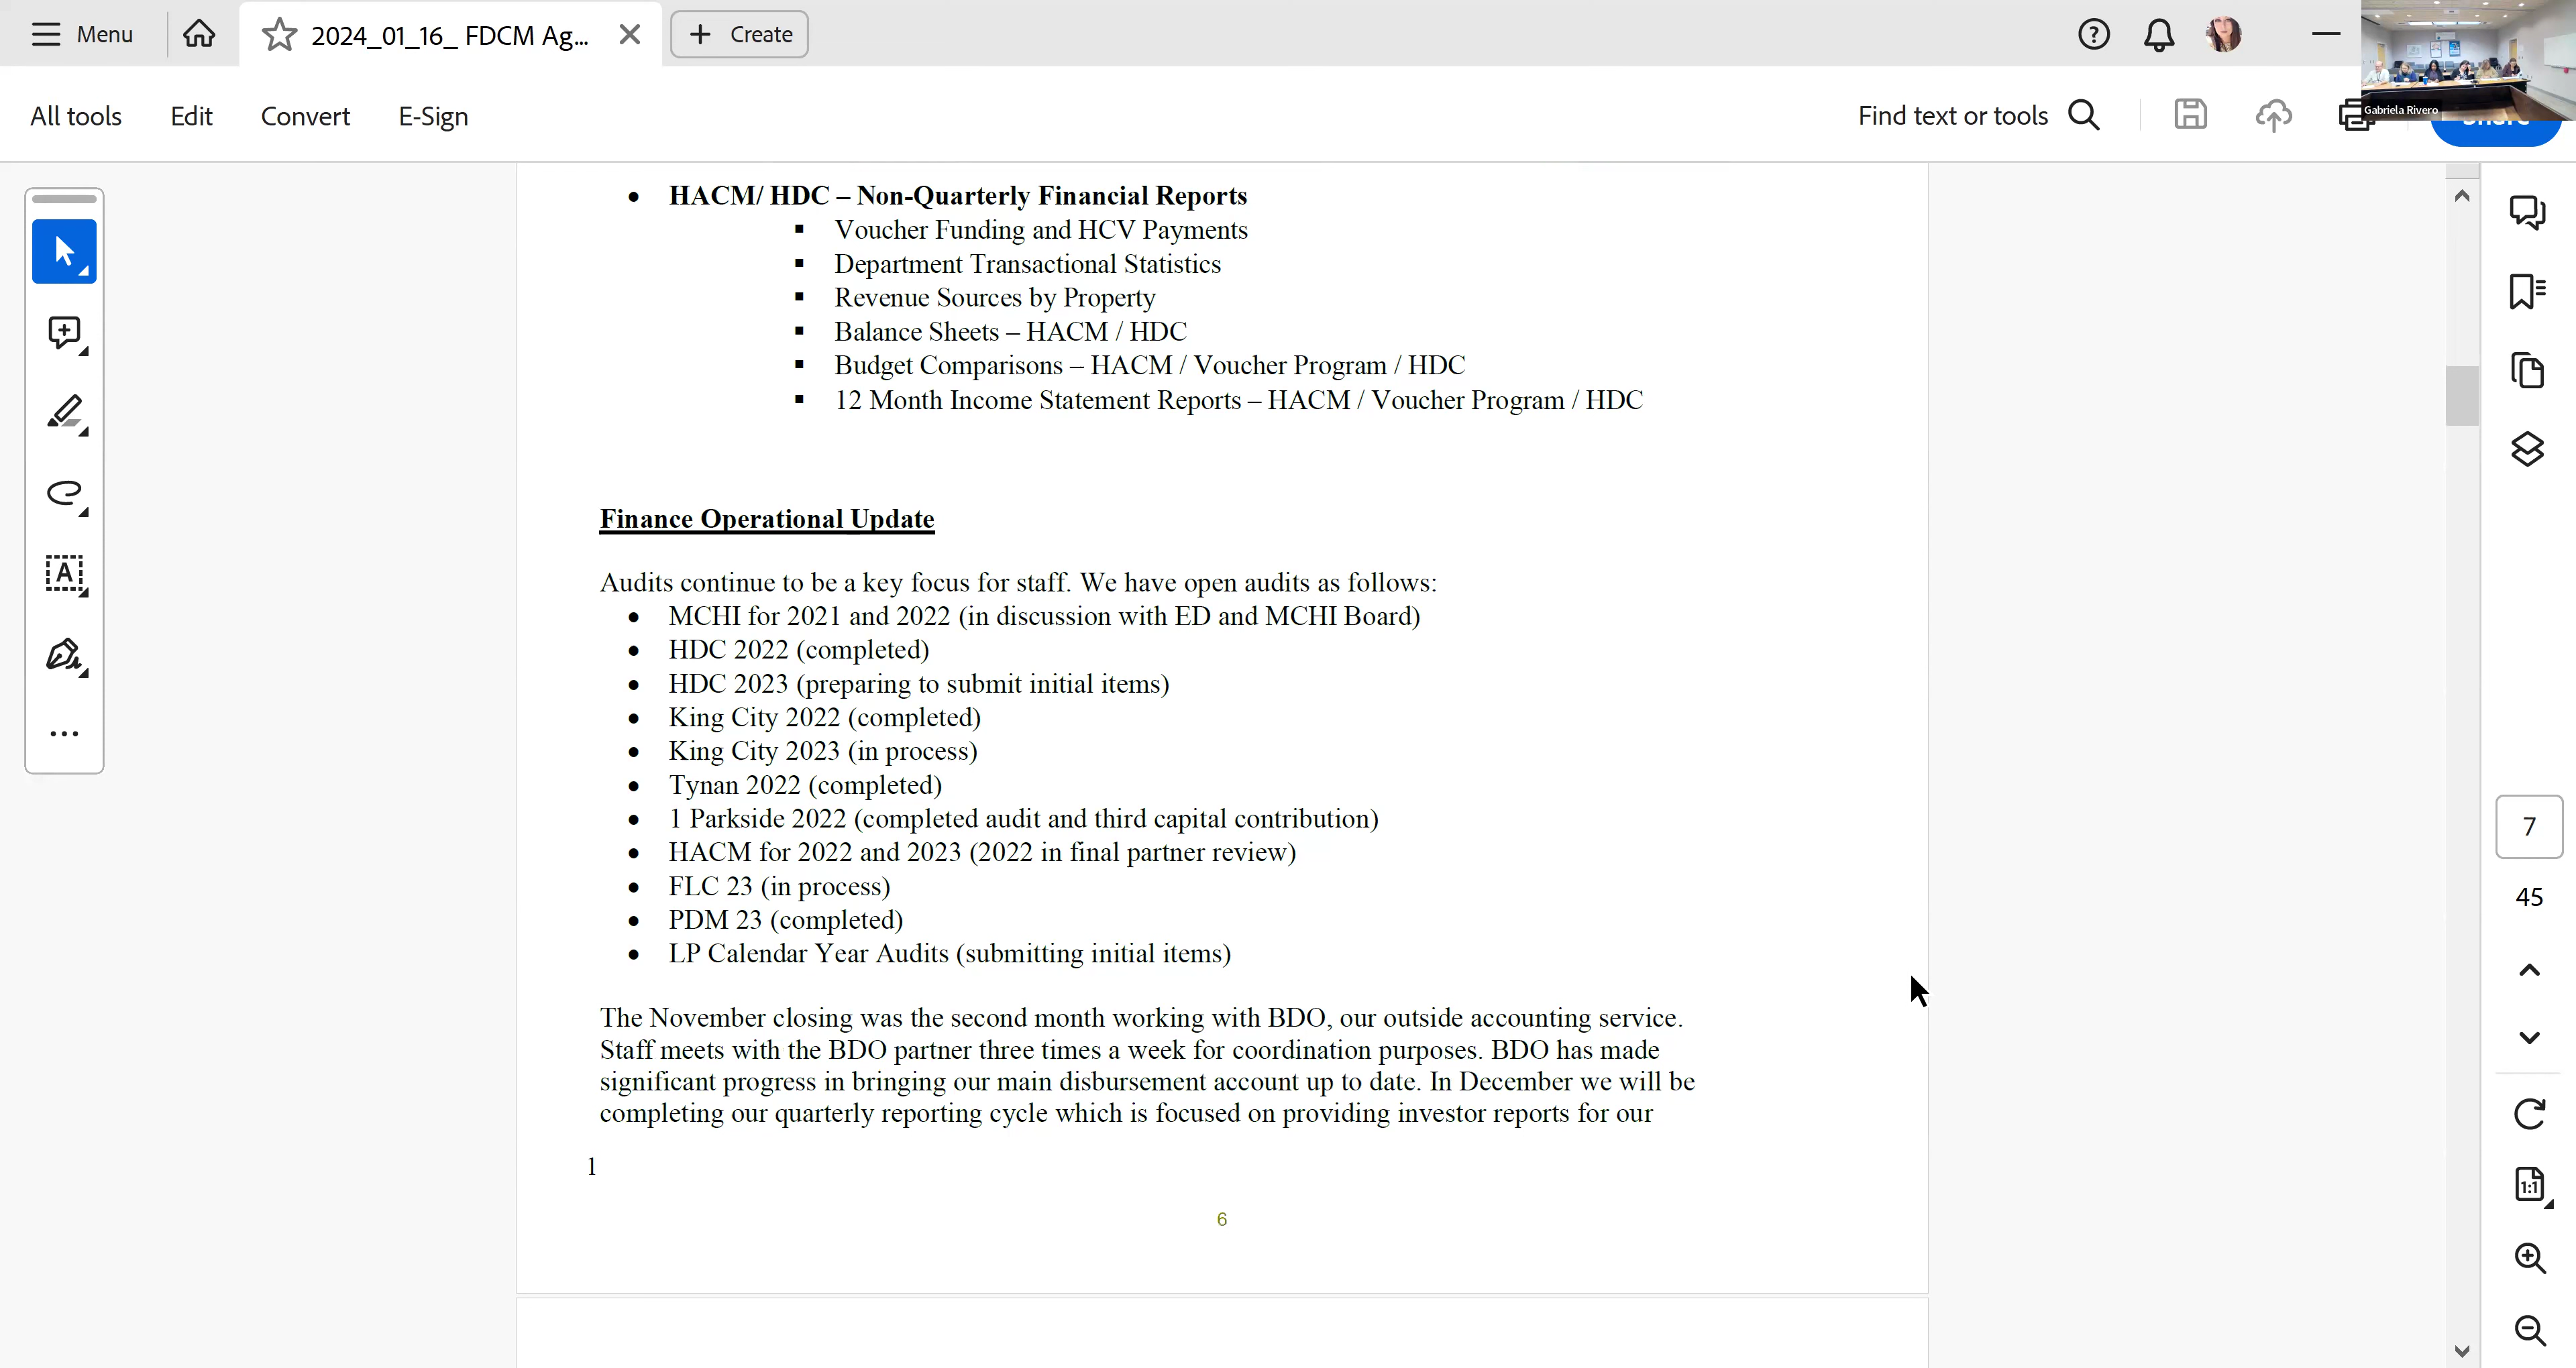 Menu
2024_01_16_ FDCM Ag...
Create
Gabriela Rivero
All tools
Edit
Convert
E-Sign
Find text or tools
• HACM/ HDC – Non-Quarterly Financial Reports
▪ Voucher Funding and HCV Payments
▪ Department Transactional Statistics
▪ Revenue Sources by Property
▪ Balance Sheets – HACM / HDC
▪ Budget Comparisons – HACM / Voucher Program / HDC
▪ 12 Month Income Statement Reports – HACM / Voucher Program / HDC
Finance Operational Update
Audits continue to be a key focus for staff. We have open audits as follows:
• MCHI for 2021 and 2022 (in discussion with ED and MCHI Board)
• HDC 2022 (completed)
• HDC 2023 (preparing to submit initial items)
• King City 2022 (completed)
• King City 2023 (in process)
• Tynan 2022 (completed)
• 1 Parkside 2022 (completed audit and third capital contribution)
• HACM for 2022 and 2023 (2022 in final partner review)
• FLC 23 (in process)
• PDM 23 (completed)
• LP Calendar Year Audits (submitting initial items)
The November closing was the second month working with BDO, our outside accounting service.
Staff meets with the BDO partner three times a week for coordination purposes. BDO has made
significant progress in bringing our main disbursement account up to date. In December we will be
completing our quarterly reporting cycle which is focused on providing investor reports for our
1
6
7
45
1:1